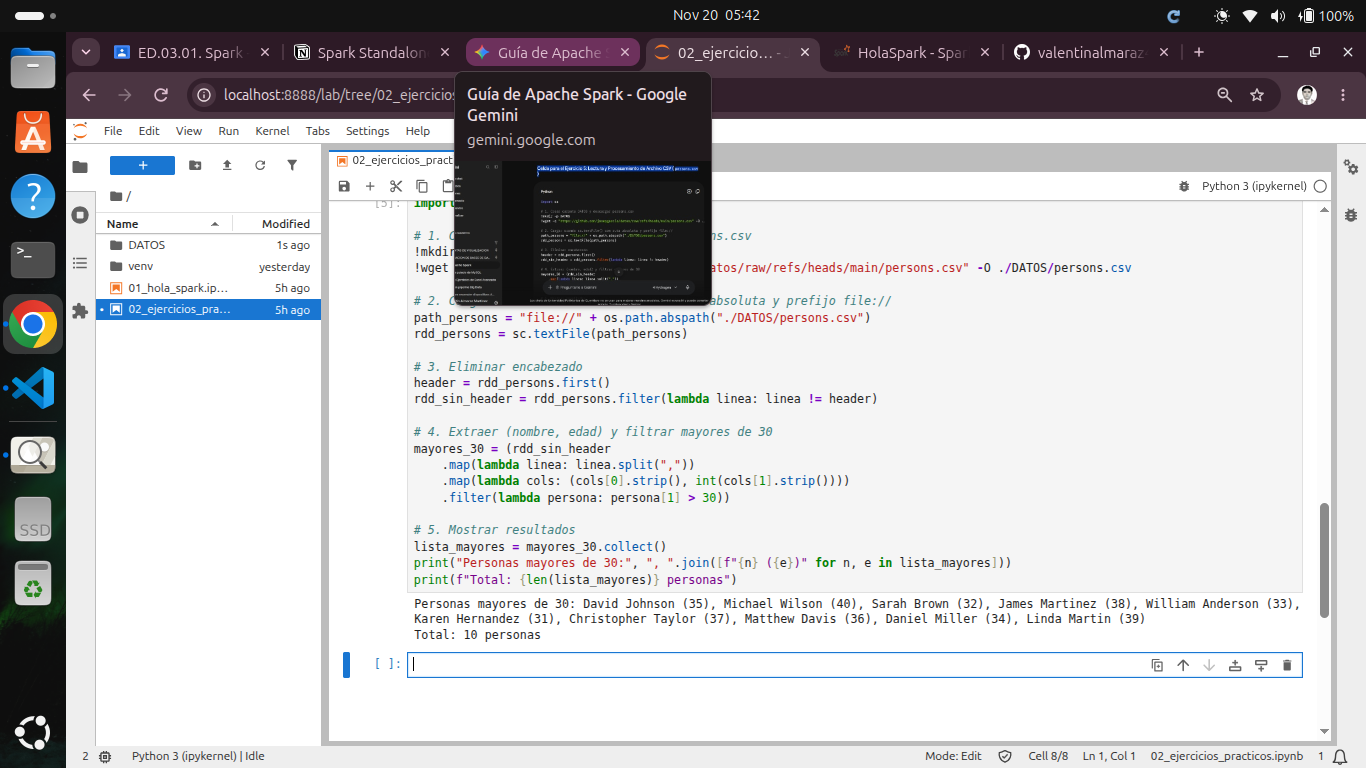 Nov 20 05:42
100%
ED.03.01. Spark
Spark Standalon
Guía de Apache S
02_ejercicio… - J
HolaSpark - Spar
valentinalmaraz
localhost:8888/lab/tree/02_ejercicio
Guía de Apache Spark - Google
Gemini
gemini.google.com
File Edit View Run Kernel Tabs Settings Help
02_ejercicios_pract
Python 3 (ipykernel)
/
Name Modified
DATOS 1s ago
venv yesterday
01_hola_spark.ip… 5h ago
02_ejercicios_pra… 5h ago
[5]: import
# 1. C
ons.csv
!mkdir
!wget
datos/raw/refs/heads/main/persons.csv" -O ./DATOS/persons.csv
# 2. C
absoluta y prefijo file://
path_persons = "file://" + os.path.abspath("./DATOS/persons.csv")
rdd_persons = sc.textFile(path_persons)
# 3. Eliminar encabezado
header = rdd_persons.first()
rdd_sin_header = rdd_persons.filter(lambda linea: linea != header)
# 4. Extraer (nombre, edad) y filtrar mayores de 30
mayores_30 = (rdd_sin_header
.map(lambda linea: linea.split(","))
.map(lambda cols: (cols[0].strip(), int(cols[1].strip())))
.filter(lambda persona: persona[1] > 30))
# 5. Mostrar resultados
lista_mayores = mayores_30.collect()
print("Personas mayores de 30:", ", ".join([f"{n} ({e})" for n, e in lista_mayores]))
print(f"Total: {len(lista_mayores)} personas")
Personas mayores de 30: David Johnson (35), Michael Wilson (40), Sarah Brown (32), James Martinez (38), William Anderson (33),
Karen Hernandez (31), Christopher Taylor (37), Matthew Davis (36), Daniel Miller (34), Linda Martin (39)
Total: 10 personas
[ ]:
SSD
2 Python 3 (ipykernel) | Idle
Mode: Edit Cell 8/8 Ln 1, Col 1 02_ejercicios_practicos.ipynb 1